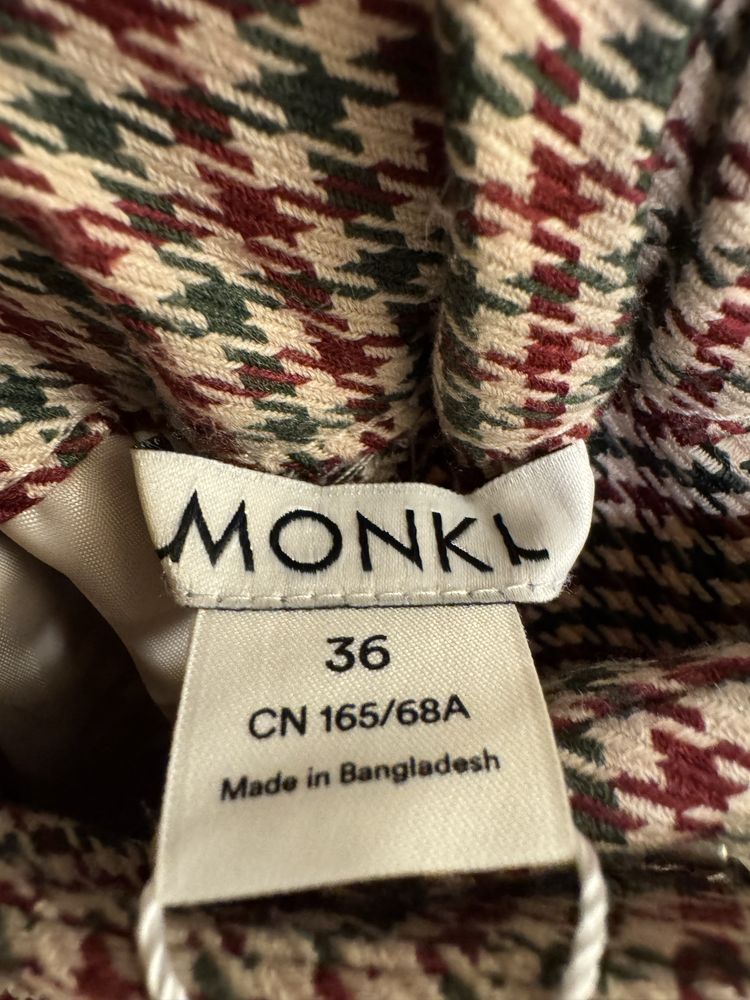 MONKI
36
CN 165/68A
Made in Bangladesh